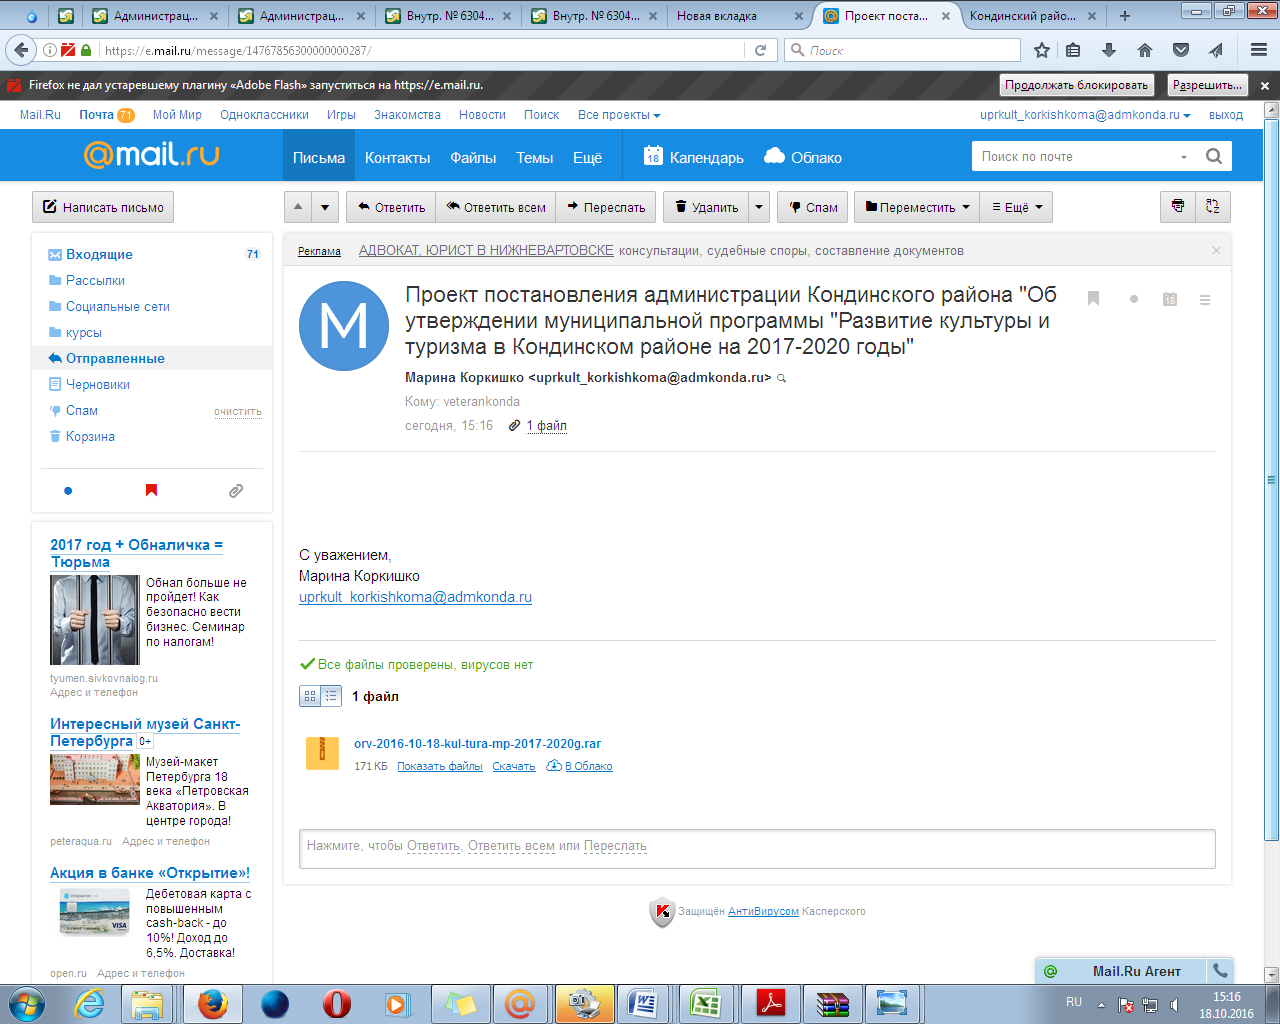 Администрац...
Администрац...
Внутр. № 6304...
Внутр. № 6304...
Новая вкладка
Проект поста...
Кондинский райо...
https://e.mail.ru/message/14767856300000000287/
Поиск
Firefox не дал устаревшему плагину «Adobe Flash» запуститься на https://e.mail.ru.
Продолжать блокировать
Разрешить...
Mail.Ru
Почта 71
Мой Мир
Одноклассники
Игры
Знакомства
Новости
Поиск
Все проекты
uprkult_korkishkoma@admkonda.ru
выход
@mail.ru
Письма
Контакты
Файлы
Темы
Ещё
18 Календарь
Облако
Поиск по почте
Написать письмо
Ответить
Ответить всем
Переслать
Удалить
Спам
Переместить
Ещё
Входящие 71
Рассылки
Социальные сети
курсы
Отправленные
Черновики
Спам очистить
Корзина
2017 год + Обналичка =
Тюрьма
Обнал больше не
пройдет! Как
безопасно вести
бизнес. Семинар
по налогам!
tyumen.sivkovnalog.ru
Адрес и телефон
Интересный музей Санкт-
Петербурга 0+
Музей-макет
Петербурга 18
века «Петровская
Акватория». В
центре города!
peteraqua.ru Адрес и телефон
Акция в банке «Открытие»!
VISA
Дебетовая карта с
повышенным
cash-back - до
10%! Доход до
6,5%. Доставка!
open.ru Адрес и телефон
Реклама АДВОКАТ, ЮРИСТ В НИЖНЕВАРТОВСКЕ консультации, судебные споры, составление документов
М
Проект постановления администрации Кондинского района "Об
утверждении муниципальной программы "Развитие культуры и
туризма в Кондинском районе на 2017-2020 годы"
18
Марина Коркишко <uprkult_korkishkoma@admkonda.ru>
Кому: veterankonda
сегодня, 15:16 1 файл
С уважением,
Марина Коркишко
uprkult_korkishkoma@admkonda.ru
Все файлы проверены, вирусов нет
1 файл
orv-2016-10-18-kul-tura-mp-2017-2020g.rar
171 КБ Показать файлы Скачать В Облако
Нажмите, чтобы Ответить, Ответить всем или Переслать
Защищён АнтиВирусом Касперского
Mail.Ru Агент
RU
15:16
18.10.2016